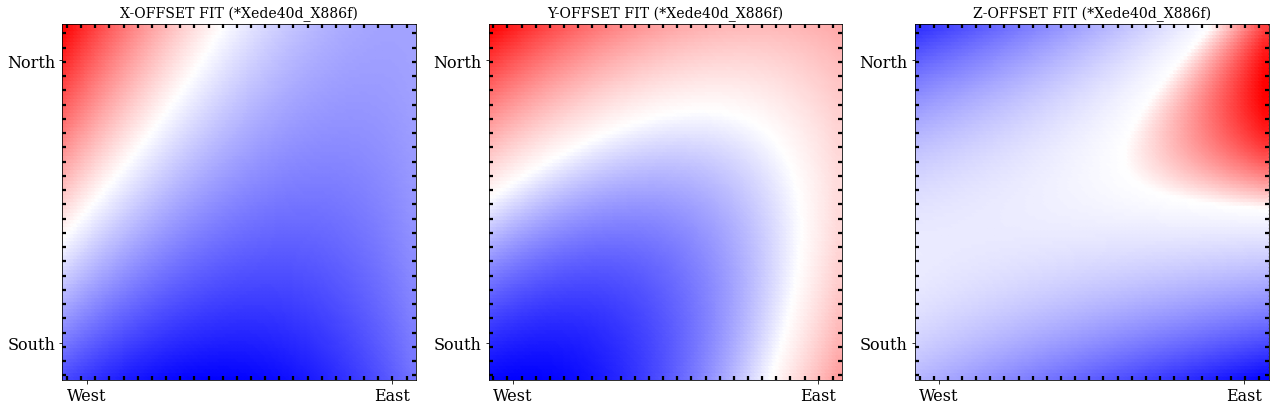 X-OFFSET FIT (*Xede40d_X886f)
North
South
West East
Y-OFFSET FIT (*Xede40d_X886f)
North
South
West East
Z-OFFSET FIT (*Xede40d_X886f)
North
South
West East